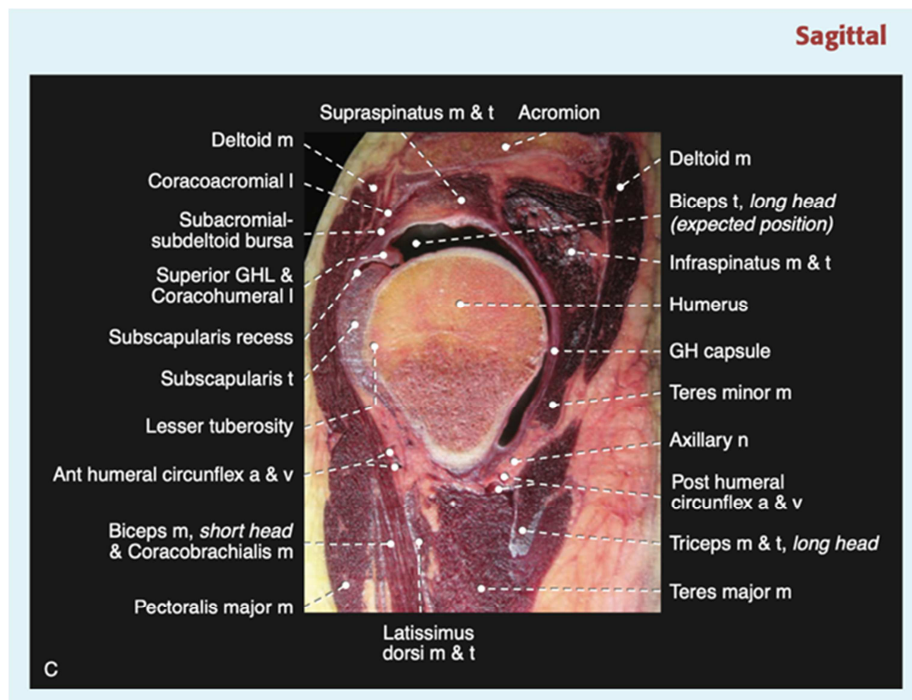 Sagittal
Supraspinatus m & t
Acromion
Deltoid m
Coracoacromial l
Subacromial-
subdeltoid bursa
Superior GHL &
Coracohumeral l
Subscapularis recess
Subscapularis t
Lesser tuberosity
Ant humeral circunflex a & v
Biceps m, short head
& Coracobrachialis m
Pectoralis major m
Latissimus
dorsi m & t
Deltoid m
Biceps t, long head
(expected position)
Infraspinatus m & t
Humerus
GH capsule
Teres minor m
Axillary n
Post humeral
circunflex a & v
Triceps m & t, long head
Teres major m
C